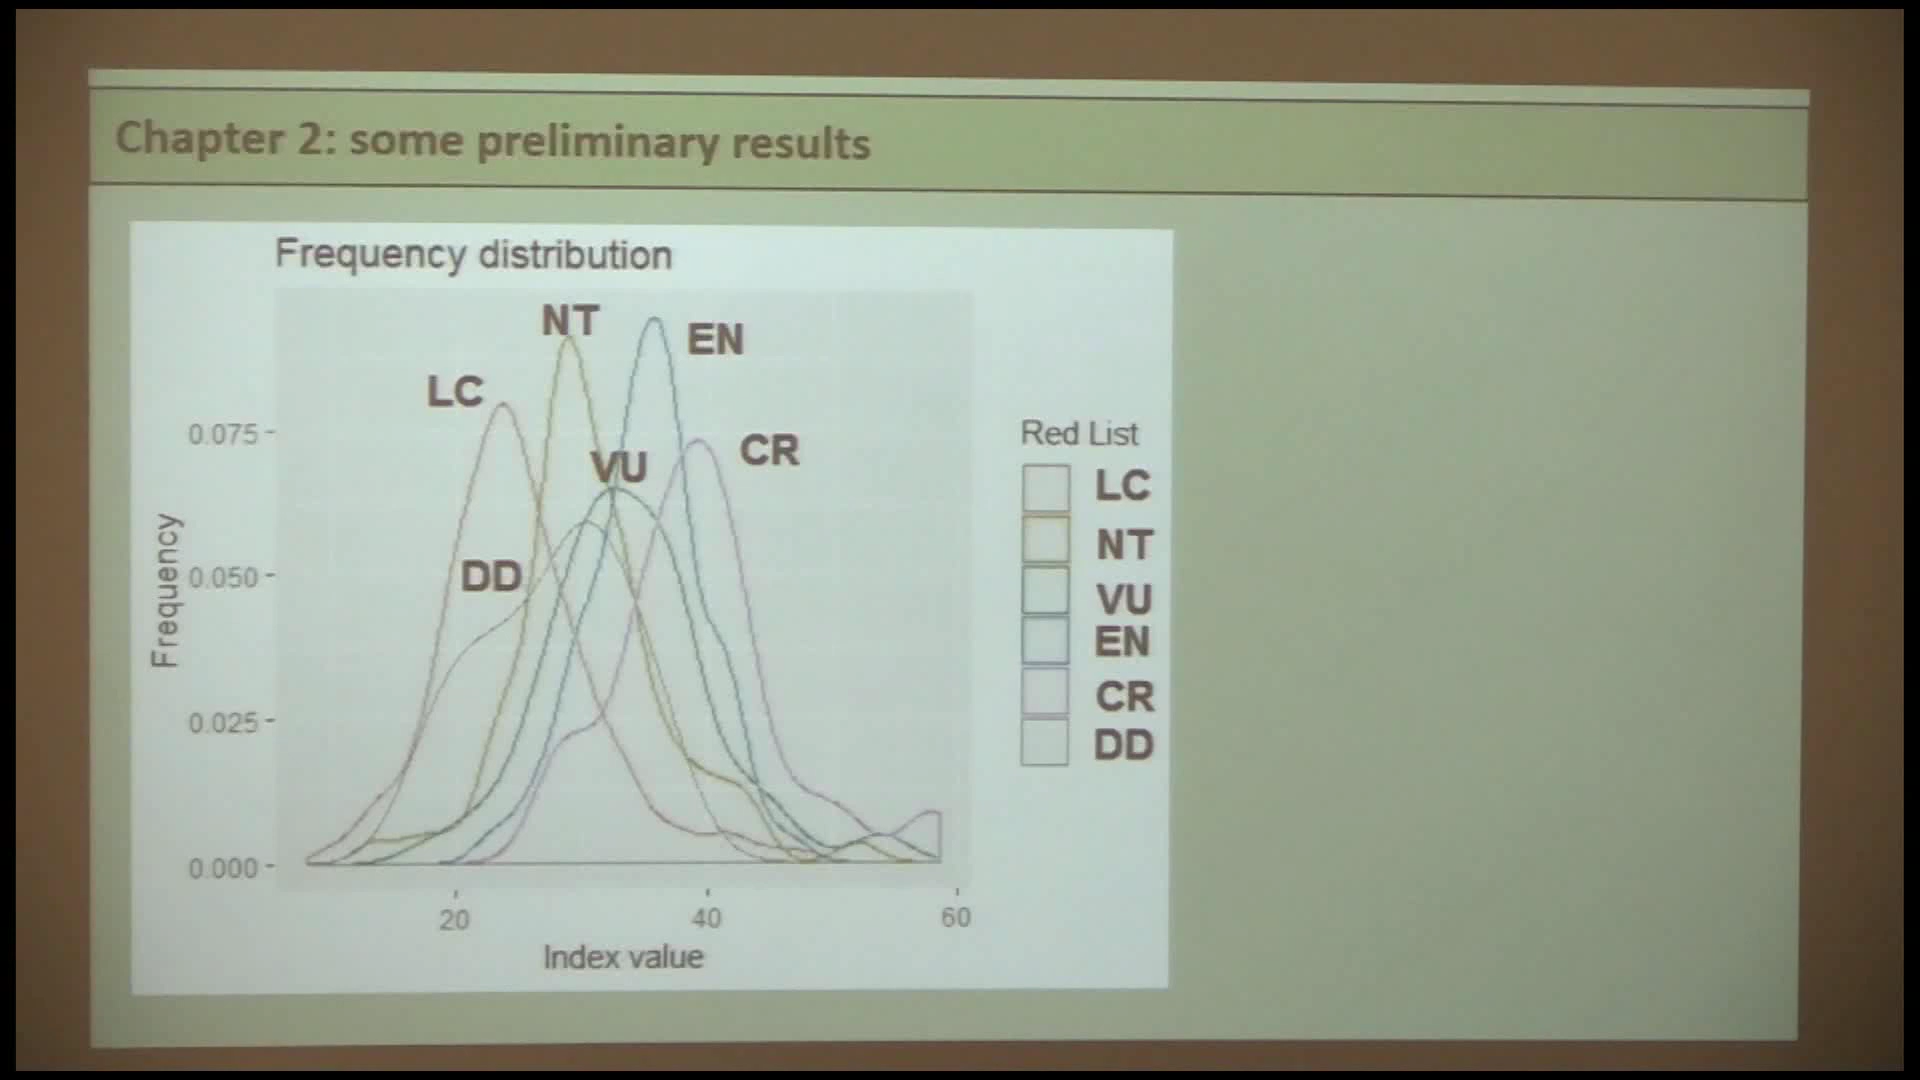 Chapter 2: some preliminary results
Frequency distribution
NT
EN
LC
CR
VU
DD
0.075
0.050
0.025
0.000
Frequency
20
40
60
Index value
Red List
LC
NT
VU
EN
CR
DD